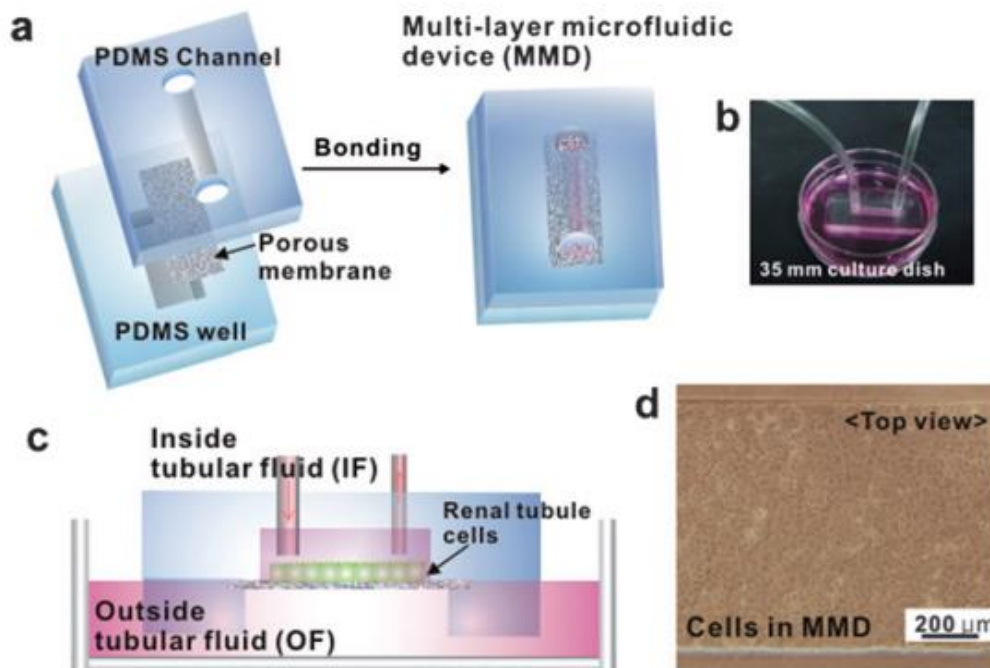 a
PDMS Channel
Porous
membrane
PDMS well
Bonding
Multi-layer microfluidic
device (MMD)
b
35 mm culture dish
c
Inside
tubular fluid (IF)
Renal tubule
cells
Outside
tubular fluid (OF)
d
<Top view>
Cells in MMD
200 μm